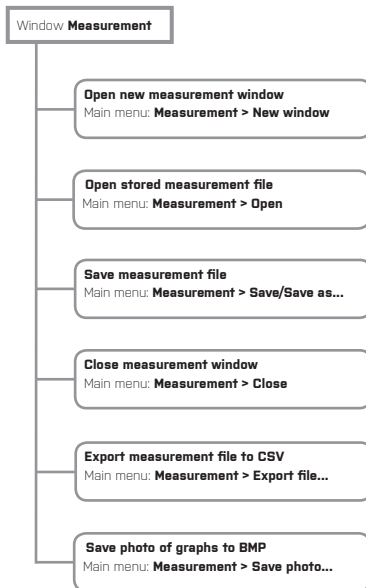 Window Measurement
Open new measurement window
Main menu: Measurement > New window
Open stored measurement file
Main menu: Measurement > Open
Save measurement file
Main menu: Measurement > Save/Save as...
Close measurement window
Main menu: Measurement > Close
Export measurement file to CSV
Main menu: Measurement > Export file...
Save photo of graphs to BMP
Main menu: Measurement > Save photo...